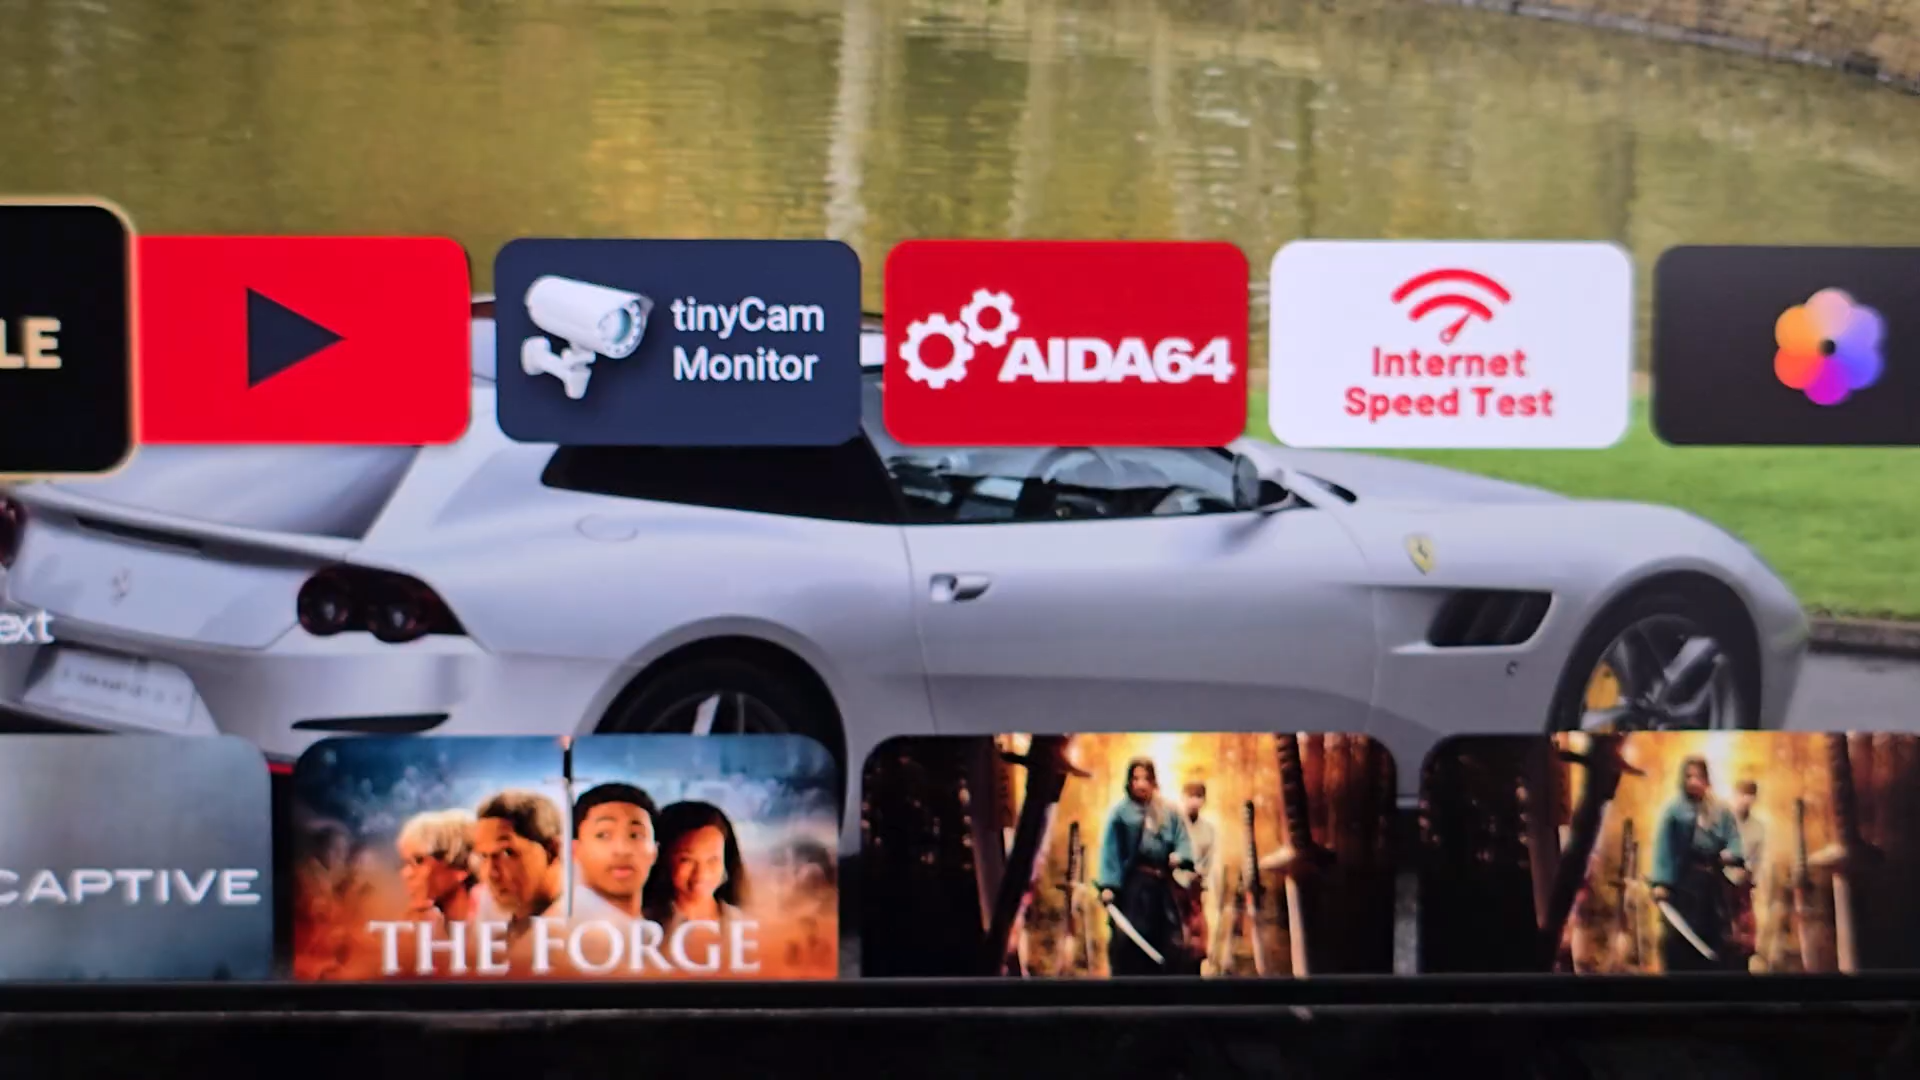 LE
tinyCam
Monitor
AIDA64
Internet
Speed Test
ext
CAPTIVE
THE FORGE